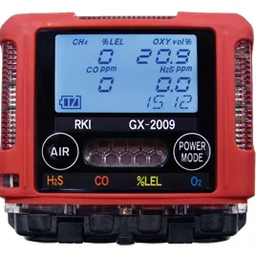 CH₄ %LEL OXY vol%
0 20.9
CO ppm H₂S ppm
0 0.0
15:12
RKI GX-2009
AIR POWER MODE
H₂S CO %LEL O₂